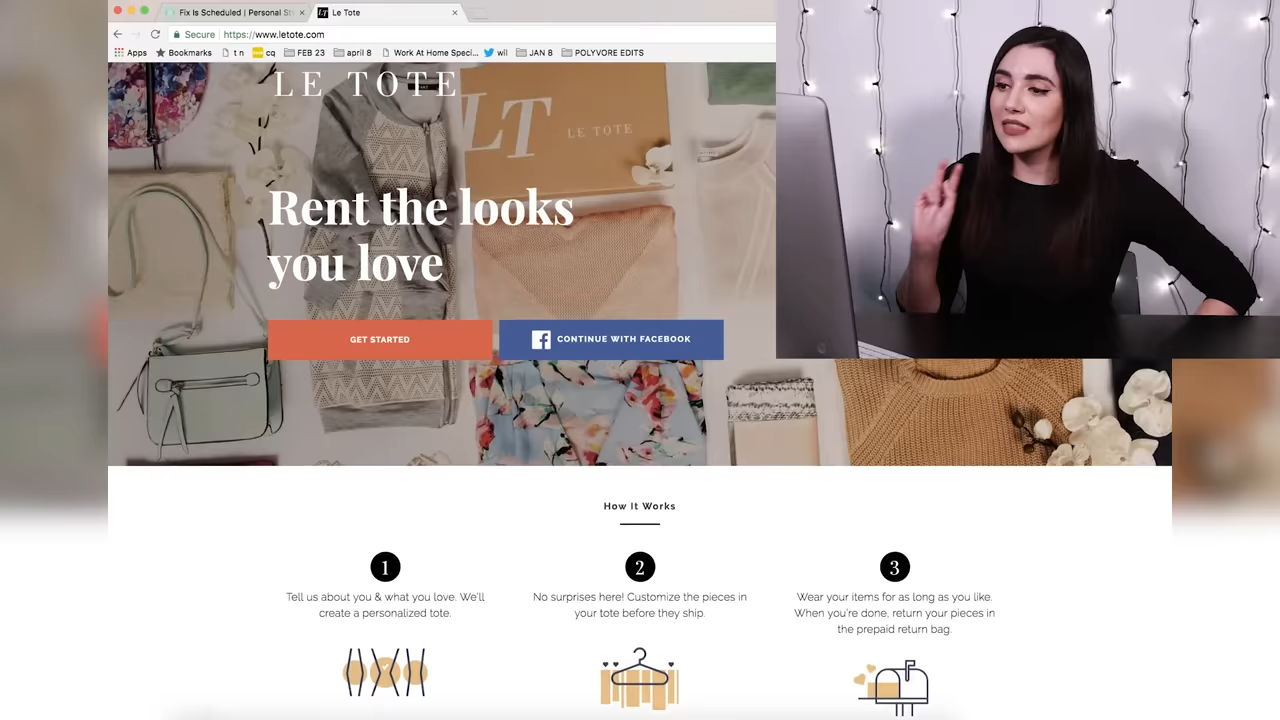 Fix Is Scheduled | Personal Sty
Le Tote
Secure
https://www.letote.com
Apps
Bookmarks
t n
cq
FEB 23
april 8
Work At Home Speci...
wil
JAN 8
POLYVORE EDITS
LE TOTE
LT
LE TOTE
Rent the looks
you love
GET STARTED
CONTINUE WITH FACEBOOK
How It Works
1
2
3
Tell us about you & what you love. We'll
create a personalized tote.
No surprises here! Customize the pieces in
your tote before they ship.
Wear your items for as long as you like.
When you're done, return your pieces in
the prepaid return bag.